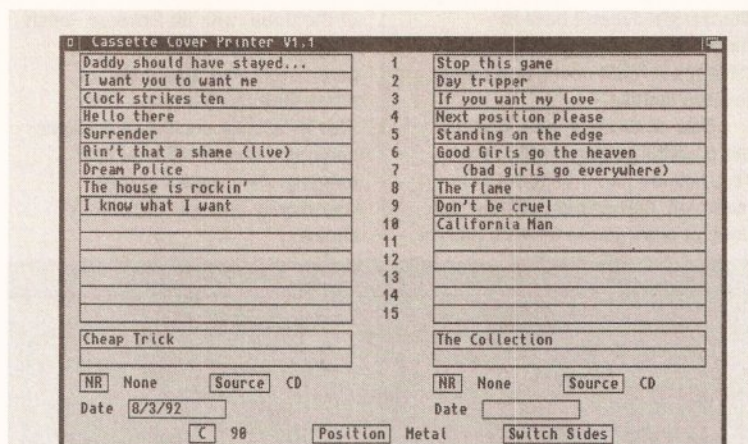 Cassette Cover Printer V1.1
Daddy should have stayed... 1 Stop this game
I want you to want me 2 Day tripper
Clock strikes ten 3 If you want my love
Hello there 4 Next position please
Surrender 5 Standing on the edge
Ain't that a shame (live) 6 Good Girls go the heaven
Dream Police 7 (bad girls go everywhere)
The house is rockin' 8 The flame
I know what I want 9 Don't be cruel
10 California Man
11
12
13
14
15
Cheap Trick The Collection
NR None Source CD NR None Source CD
Date 8/3/92 Date
C 90 Position Metal Switch Sides